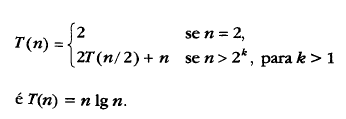 T(n) = { 2 se n = 2,
2T(n/2) + n se n > 2^k, para k > 1
é T(n) = n lg n.